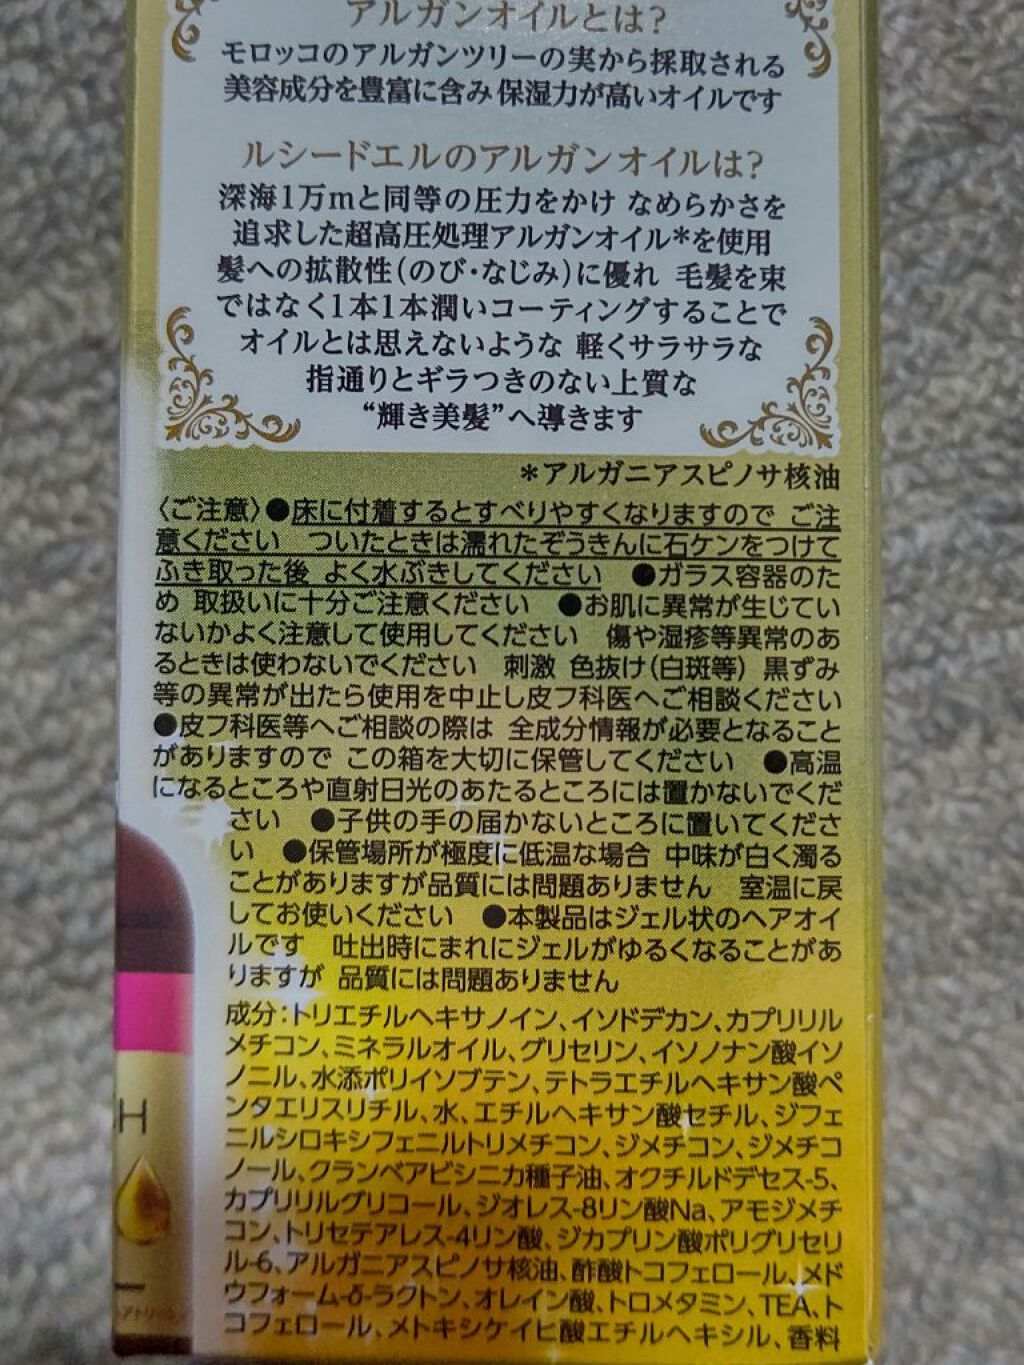 アルガンオイルとは?
モロッコのアルガンツリーの実から採取される
美容成分を豊富に含み 保湿力が高いオイルです
ルシードエルのアルガンオイルは?
深海1万mと同等の圧力をかけ なめらかさを
追求した超高圧処理アルガンオイル*を使用
髪への拡散性(のび・なじみ)に優れ 毛髪を束
ではなく1本1本潤いコーティングすることで
オイルとは思えないような 軽くサラサラな
指通りとギラつきのない上質な
“輝き美髪”へ導きます
*アルガニアスピノサ核油
〈ご注意〉●床に付着するとすべりやすくなりますので ご注
意ください ついたときは濡れたぞうきんに石ケンをつけて
ふき取った後 よく水ぶきしてください ●ガラス容器のた
め 取扱いに十分ご注意ください ●お肌に異常が生じてい
ないかよく注意して使用してください 傷や湿疹等異常のあ
るときは使わないでください 刺激 色抜け(白斑等) 黒ずみ
等の異常が出たら使用を中止し皮フ科医へご相談ください
●皮フ科医等へご相談の際は 全成分情報が必要となること
がありますので この箱を大切に保管してください ●高温
になるところや直射日光のあたるところには置かないでくだ
さい ●子供の手の届かないところに置いてくださ
い ●保管場所が極度に低温な場合 中味が白く濁る
ことがありますが品質には問題ありません 室温に戻
してお使いください ●本製品はジェル状のヘアオイ
ルです 吐出時にまれにジェルがゆるくなることがあ
りますが 品質には問題ありません
成分:トリエチルヘキサノイン、イソドデカン、カプリリル
メチコン、ミネラルオイル、グリセリン、イソノナン酸イソ
ノニル、水添ポリイソブテン、テトラエチルヘキサン酸ペ
ンタエリスリチル、水、エチルヘキサン酸セチル、ジフェ
ニルシロキシフェニルトリメチコン、ジメチコン、ジメチコ
ノール、クランベアビシニカ種子油、オクチルドデセス-5、
カプリリルグリコール、ジオレス-8リン酸Na、アモジメチ
コン、トリセテアレス-4リン酸、ジカプリン酸ポリグリセリ
ル-6、アルガニアスピノサ核油、酢酸トコフェロール、メド
ウフォーム-δ-ラクトン、オレイン酸、トロメタミン、TEA、ト
コフェロール、メトキシケイヒ酸エチルヘキシル、香料
H